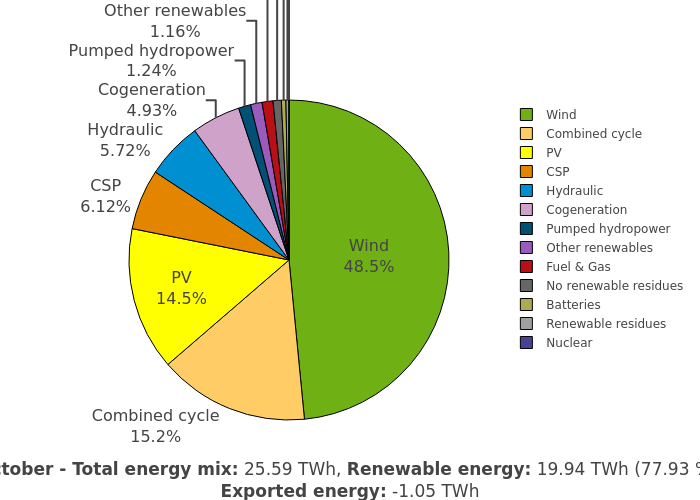 Other renewables
1.16%
Pumped hydropower
1.24%
Cogeneration
4.93%
Hydraulic
5.72%
CSP
6.12%
PV
14.5%
Combined cycle
15.2%
Wind
48.5%
Wind
Combined cycle
PV
CSP
Hydraulic
Cogeneration
Pumped hydropower
Other renewables
Fuel & Gas
No renewable residues
Batteries
Renewable residues
Nuclear
tober - Total energy mix: 25.59 TWh, Renewable energy: 19.94 TWh (77.93
Exported energy: -1.05 TWh